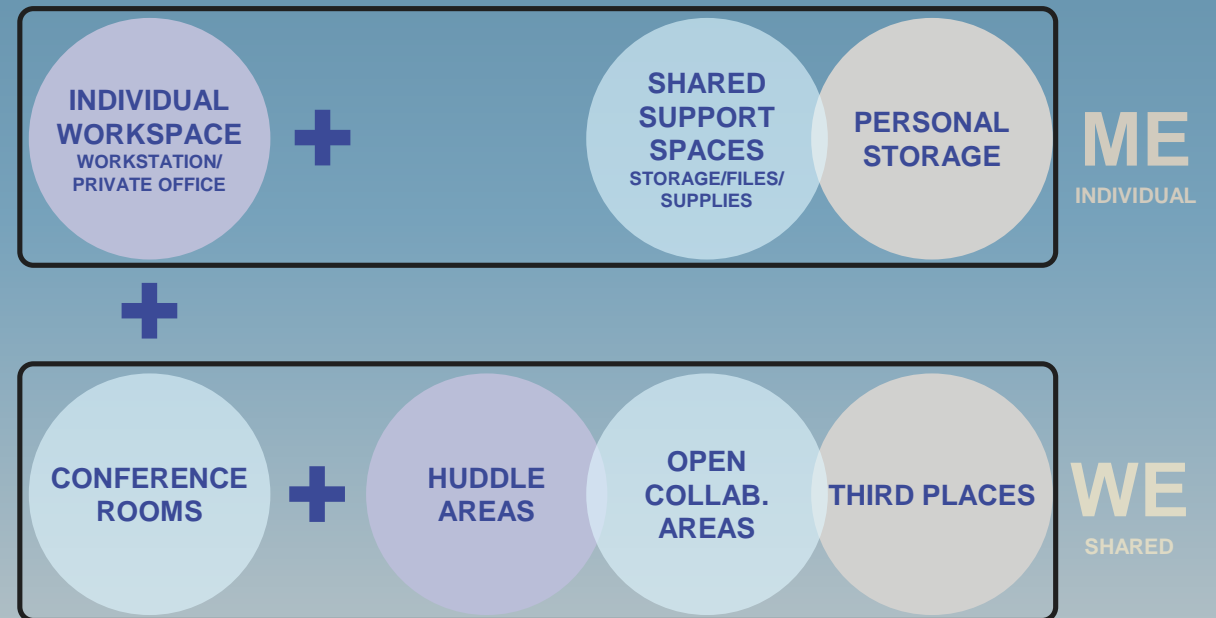 INDIVIDUAL
WORKSPACE
WORKSTATION/
PRIVATE OFFICE
SHARED
SUPPORT
SPACES
STORAGE/FILES/
SUPPLIES
PERSONAL
STORAGE
ME
INDIVIDUAL
CONFERENCE
ROOMS
HUDDLE
AREAS
OPEN
COLLAB.
AREAS
THIRD PLACES
WE
SHARED